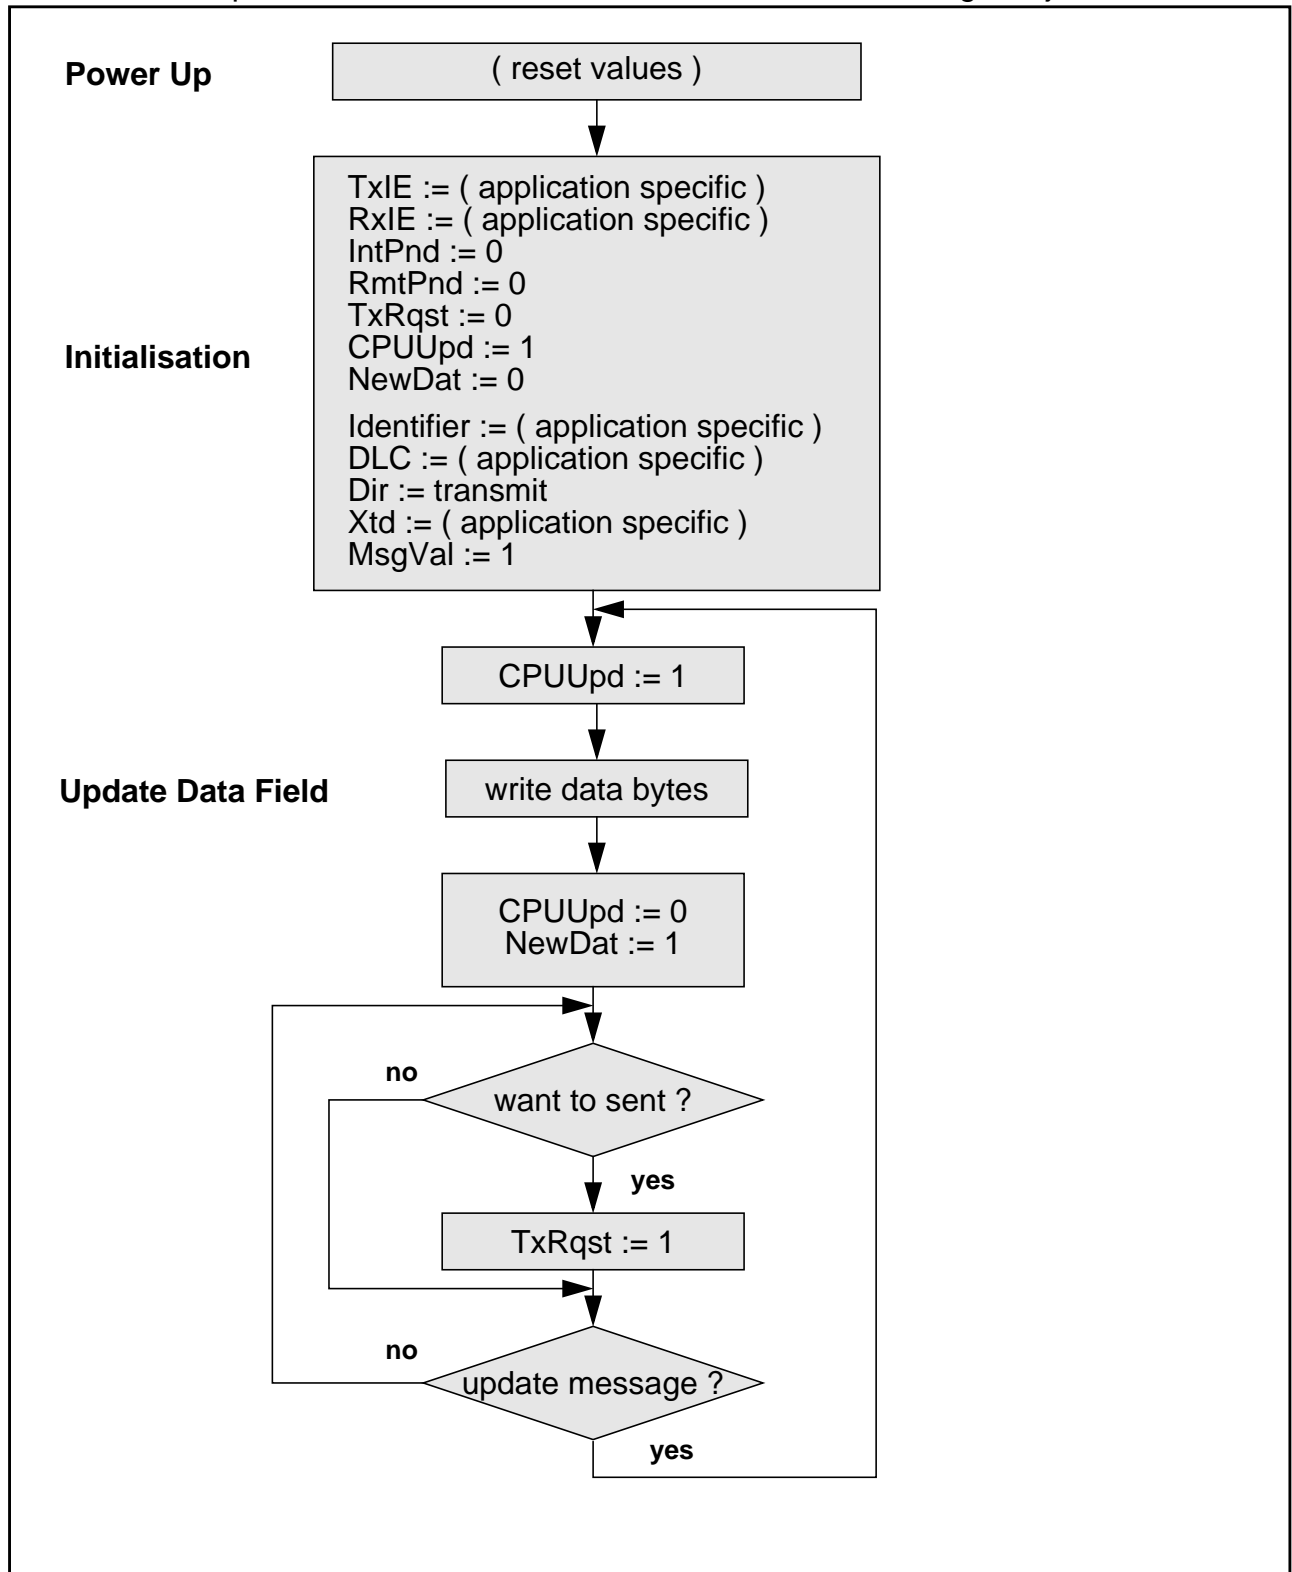 Power Up
( reset values )
TxIE := ( application specific )
RxIE := ( application specific )
IntPnd := 0
RmtPnd := 0
TxRqst := 0
CPUUpd := 1
NewDat := 0
Initialisation
Identifier := ( application specific )
DLC := ( application specific )
Dir := transmit
Xtd := ( application specific )
MsgVal := 1
CPUUpd := 1
Update Data Field
write data bytes
CPUUpd := 0
NewDat := 1
no
want to sent ?
yes
TxRqst := 1
no
update message ?
yes